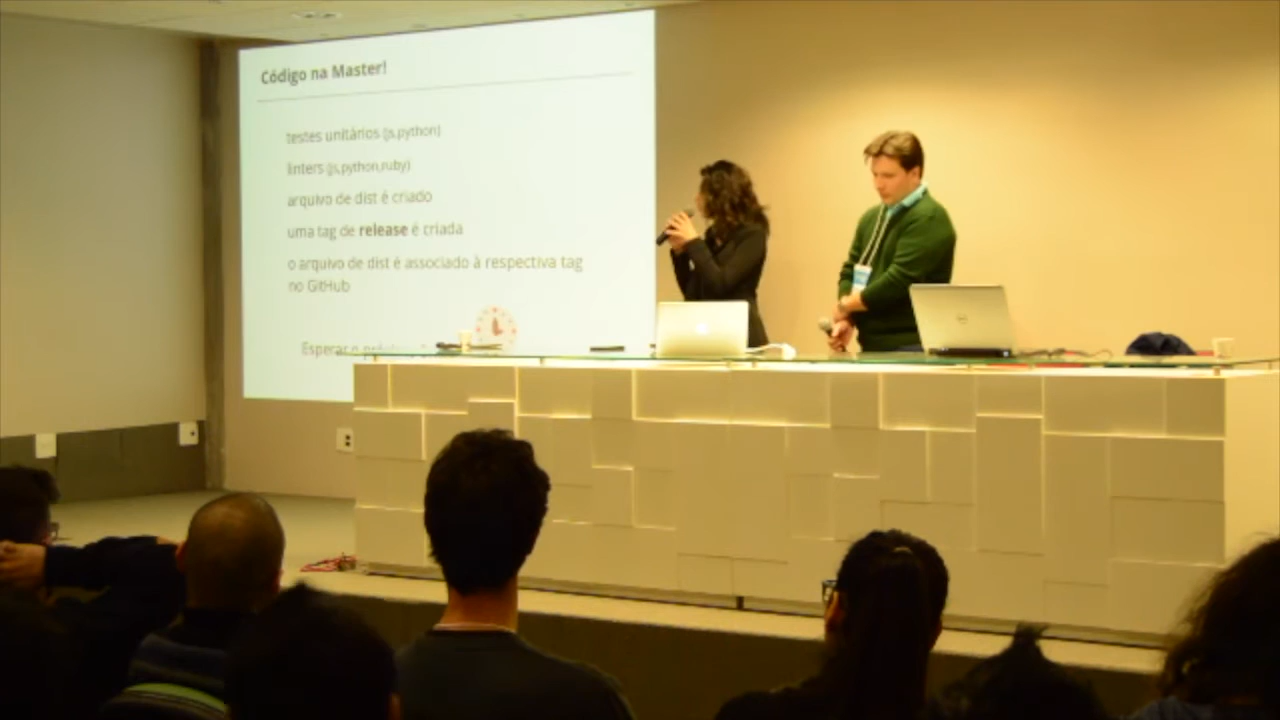 Código na Master!
testes unitários (js,python)
linters (js,python,ruby)
arquivo de dist é criado
uma tag de release é criada
o arquivo de dist é associado à respectiva tag
no GitHub
Esperar o